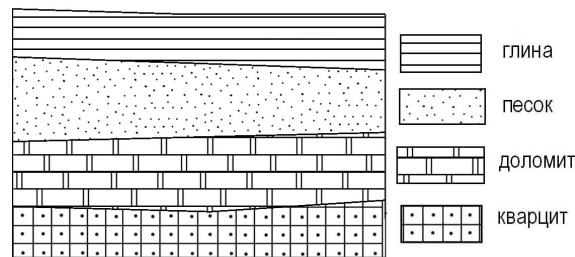 глина
песок
доломит
кварцит